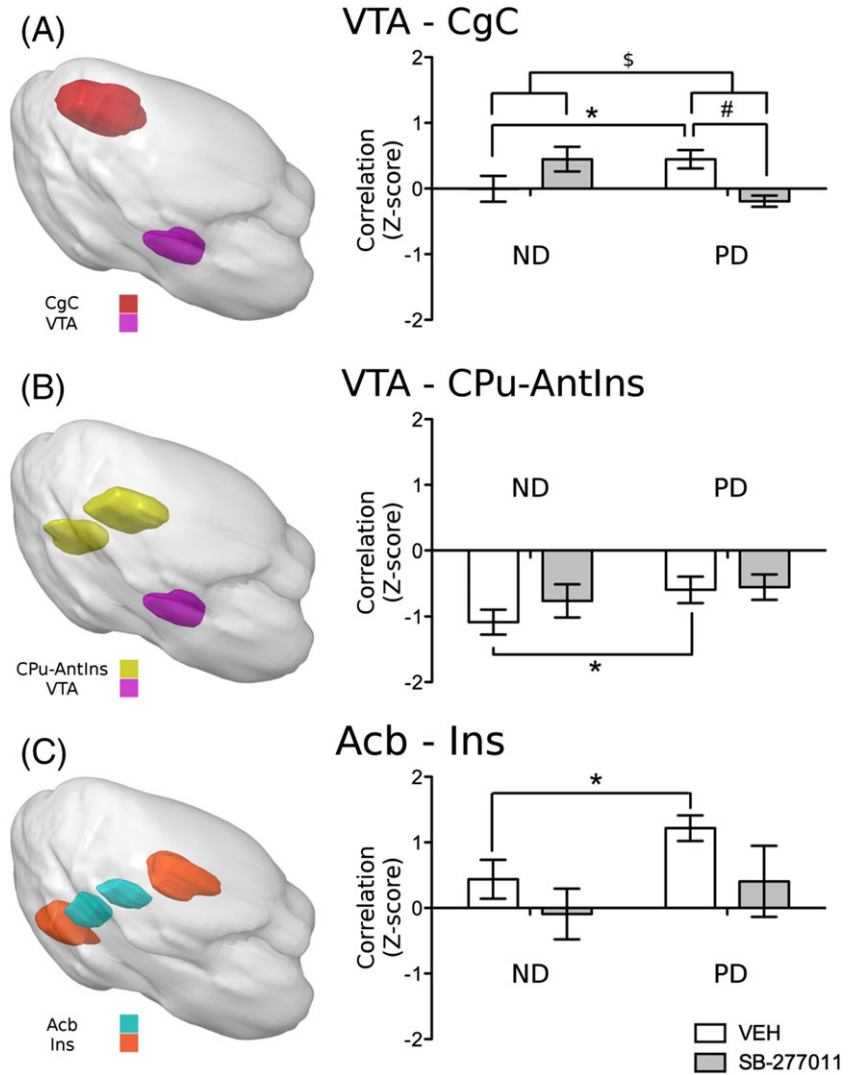 (A)
VTA - CgC
CgC
VTA
Correlation
(Z-score)
2
1
0
-1
-2
$
*
#
ND PD
(B)
VTA - CPu-AntIns
CPu-AntIns
VTA
Correlation
(Z-score)
2
1
0
-1
-2
ND PD
*
(C)
Acb - Ins
Acb
Ins
Correlation
(Z-score)
2
1
0
-1
-2
*
ND PD
VEH
SB-277011